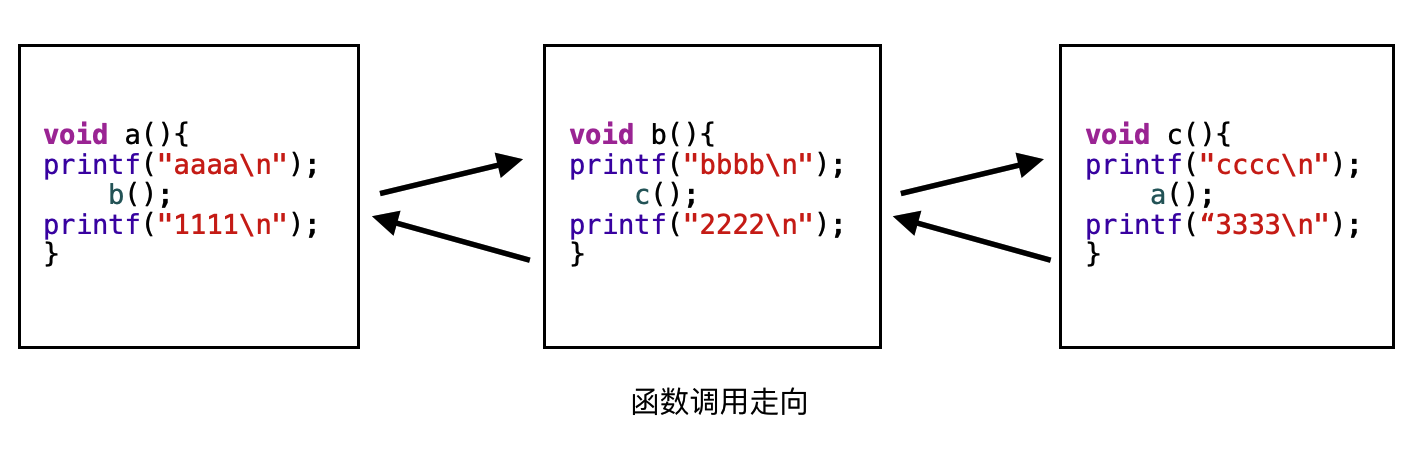 void a(){
printf("aaaa\n");
b();
printf("1111\n");
}
void b(){
printf("bbbb\n");
c();
printf("2222\n");
}
void c(){
printf("cccc\n");
a();
printf(“3333\n");
}
函数调用走向